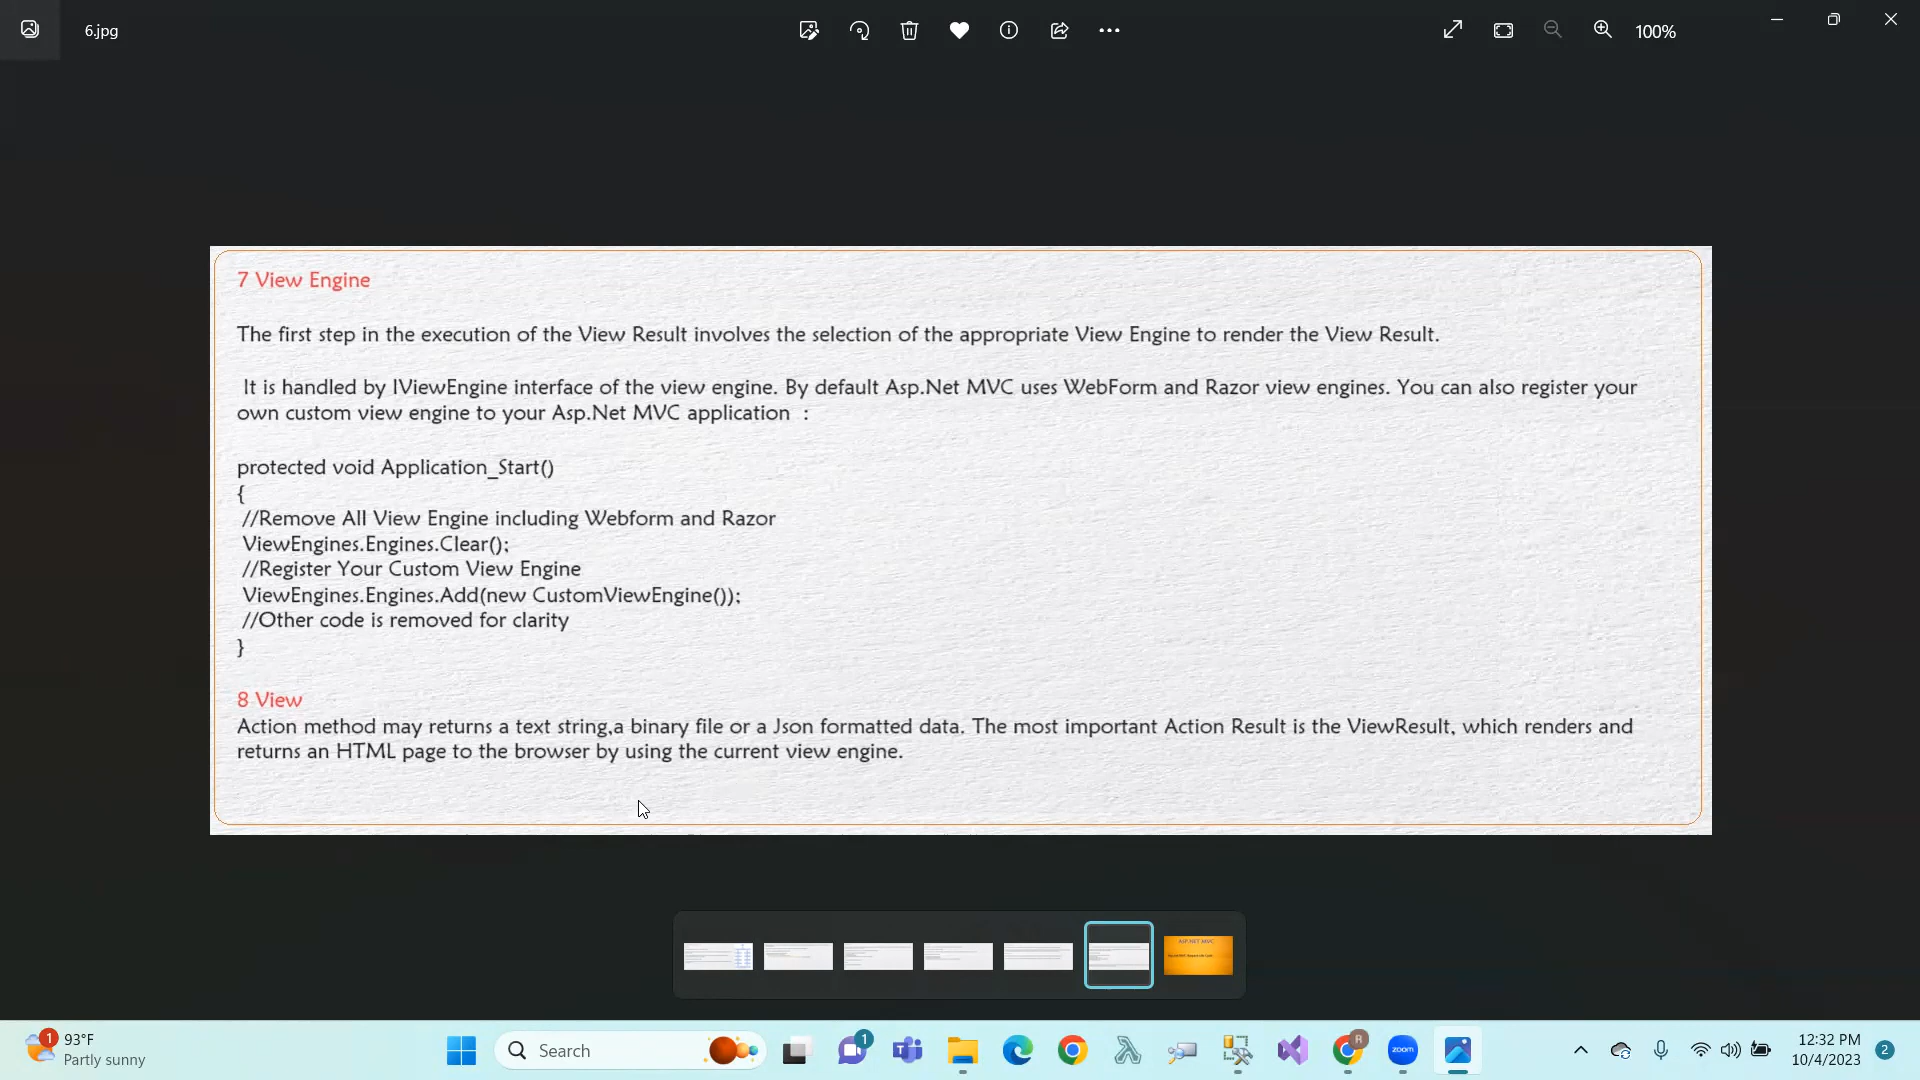 6.jpg
100%
7 View Engine
The first step in the execution of the View Result involves the selection of the appropriate View Engine to render the View Result.
It is handled by IViewEngine interface of the view engine. By default Asp.Net MVC uses WebForm and Razor view engines. You can also register your
own custom view engine to your Asp.Net MVC application :
protected void Application_Start()
{
//Remove All View Engine including Webform and Razor
ViewEngines.Engines.Clear();
//Register Your Custom View Engine
ViewEngines.Engines.Add(new CustomViewEngine());
//Other code is removed for clarity
}
8 View
Action method may returns a text string,a binary file or a Json formatted data. The most important Action Result is the ViewResult, which renders and
returns an HTML page to the browser by using the current view engine.
ASP.NET MVC
1
93°F
Partly sunny
Search
1
R
zoom
12:32 PM
10/4/2023
2